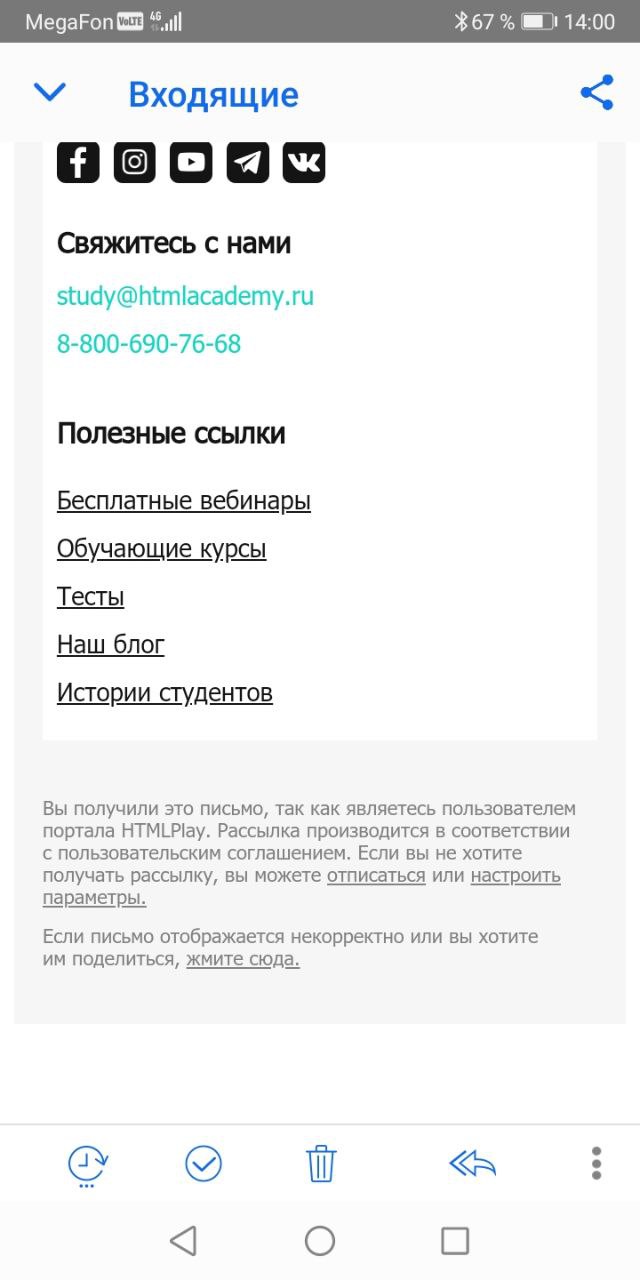 MegaFon VoLTE 4G 67 % 14:00
Входящие
Свяжитесь с нами
study@htmlacademy.ru
8-800-690-76-68
Полезные ссылки
Бесплатные вебинары
Обучающие курсы
Тесты
Наш блог
Истории студентов
Вы получили это письмо, так как являетесь пользователем
портала HTMLPlay. Рассылка производится в соответствии
с пользовательским соглашением. Если вы не хотите
получать рассылку, вы можете отписаться или настроить
параметры.
Если письмо отображается некорректно или вы хотите
им поделиться, жмите сюда.